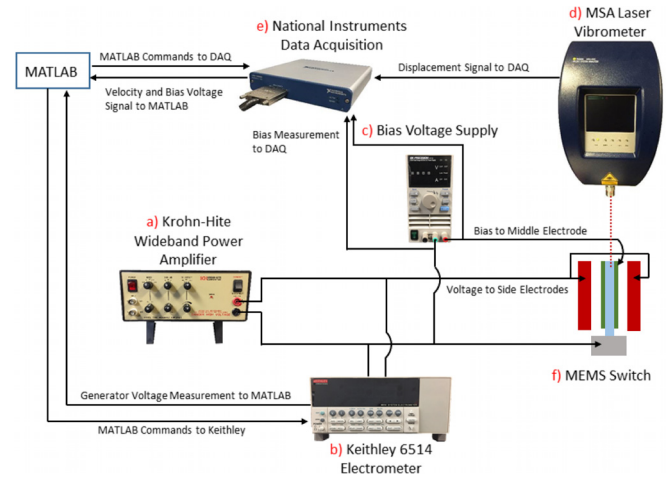 e) National Instruments
Data Acquisition
d) MSA Laser
Vibrometer
MATLAB
MATLAB Commands to DAQ
Velocity and Bias Voltage
Signal to MATLAB
Displacement Signal to DAQ
Bias Measurement
to DAQ
c) Bias Voltage Supply
a) Krohn-Hite
Wideband Power
Amplifier
Bias to Middle Electrode
Voltage to Side Electrodes
f) MEMS Switch
Generator Voltage Measurement to MATLAB
MATLAB Commands to Keithley
b) Keithley 6514
Electrometer